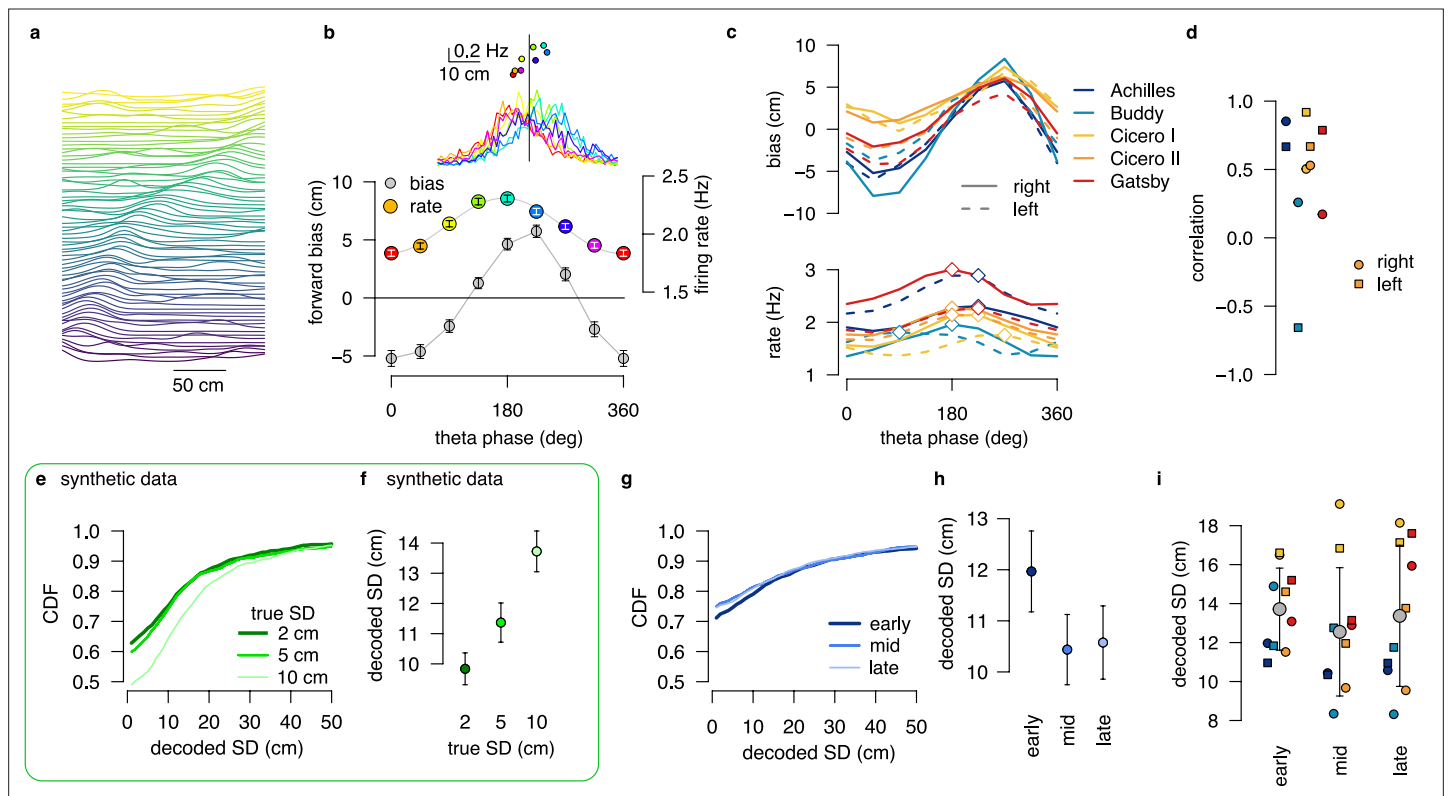 a
50 cm
b
0.2 Hz
10 cm
bias
rate
forward bias (cm)
10
5
0
−5
firing rate (Hz)
2.5
2.0
1.5
0
180
360
theta phase (deg)
c
bias (cm)
10
5
0
−5
−10
right
left
Achilles
Buddy
Cicero I
Cicero II
Gatsby
rate (Hz)
3
2
1
0
180
360
theta phase (deg)
d
correlation
1.0
0.5
0.0
−0.5
−1.0
right
left
e synthetic data
CDF
1.0
0.9
0.8
0.7
0.6
0.5
true SD
2 cm
5 cm
10 cm
0 10 20 30 40 50
decoded SD (cm)
f synthetic data
decoded SD (cm)
14
13
12
11
10
2 5 10
true SD (cm)
g
CDF
1.0
0.9
0.8
0.7
0.6
0.5
early
mid
late
0 10 20 30 40 50
decoded SD (cm)
h
decoded SD (cm)
13
12
11
10
early
mid
late
i
decoded SD (cm)
18
16
14
12
10
8
early
mid
late